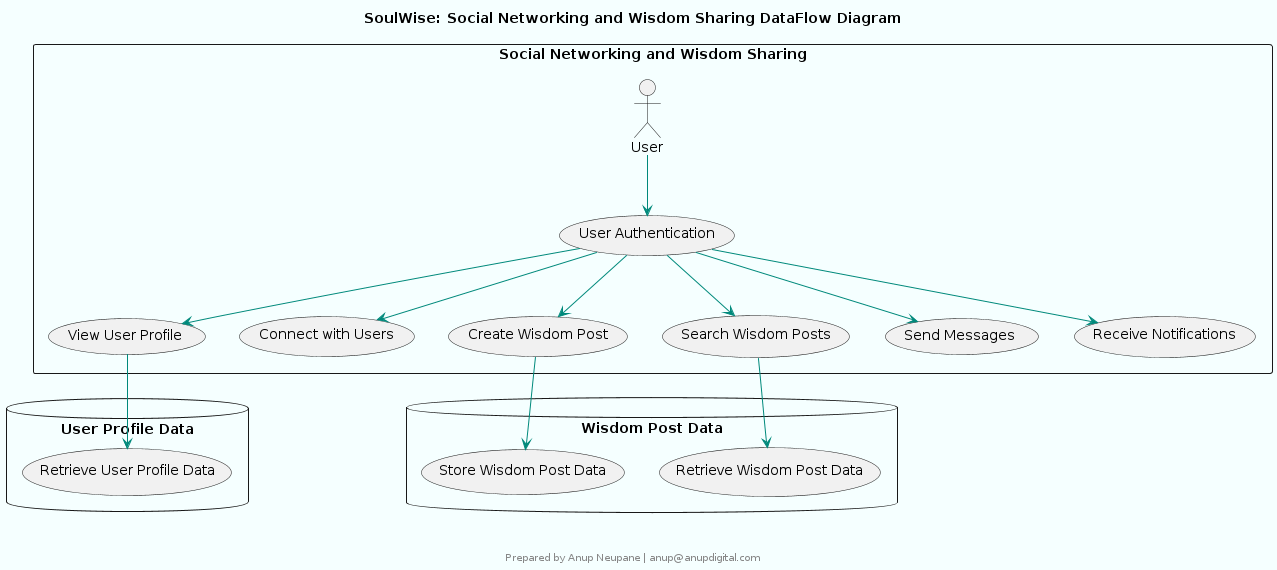 SoulWise: Social Networking and Wisdom Sharing DataFlow Diagram
Social Networking and Wisdom Sharing
User
User Authentication
View User Profile
Connect with Users
Create Wisdom Post
Search Wisdom Posts
Send Messages
Receive Notifications
User Profile Data
Wisdom Post Data
Retrieve User Profile Data
Store Wisdom Post Data
Retrieve Wisdom Post Data
Prepared by Anup Neupane | anup@anupdigital.com